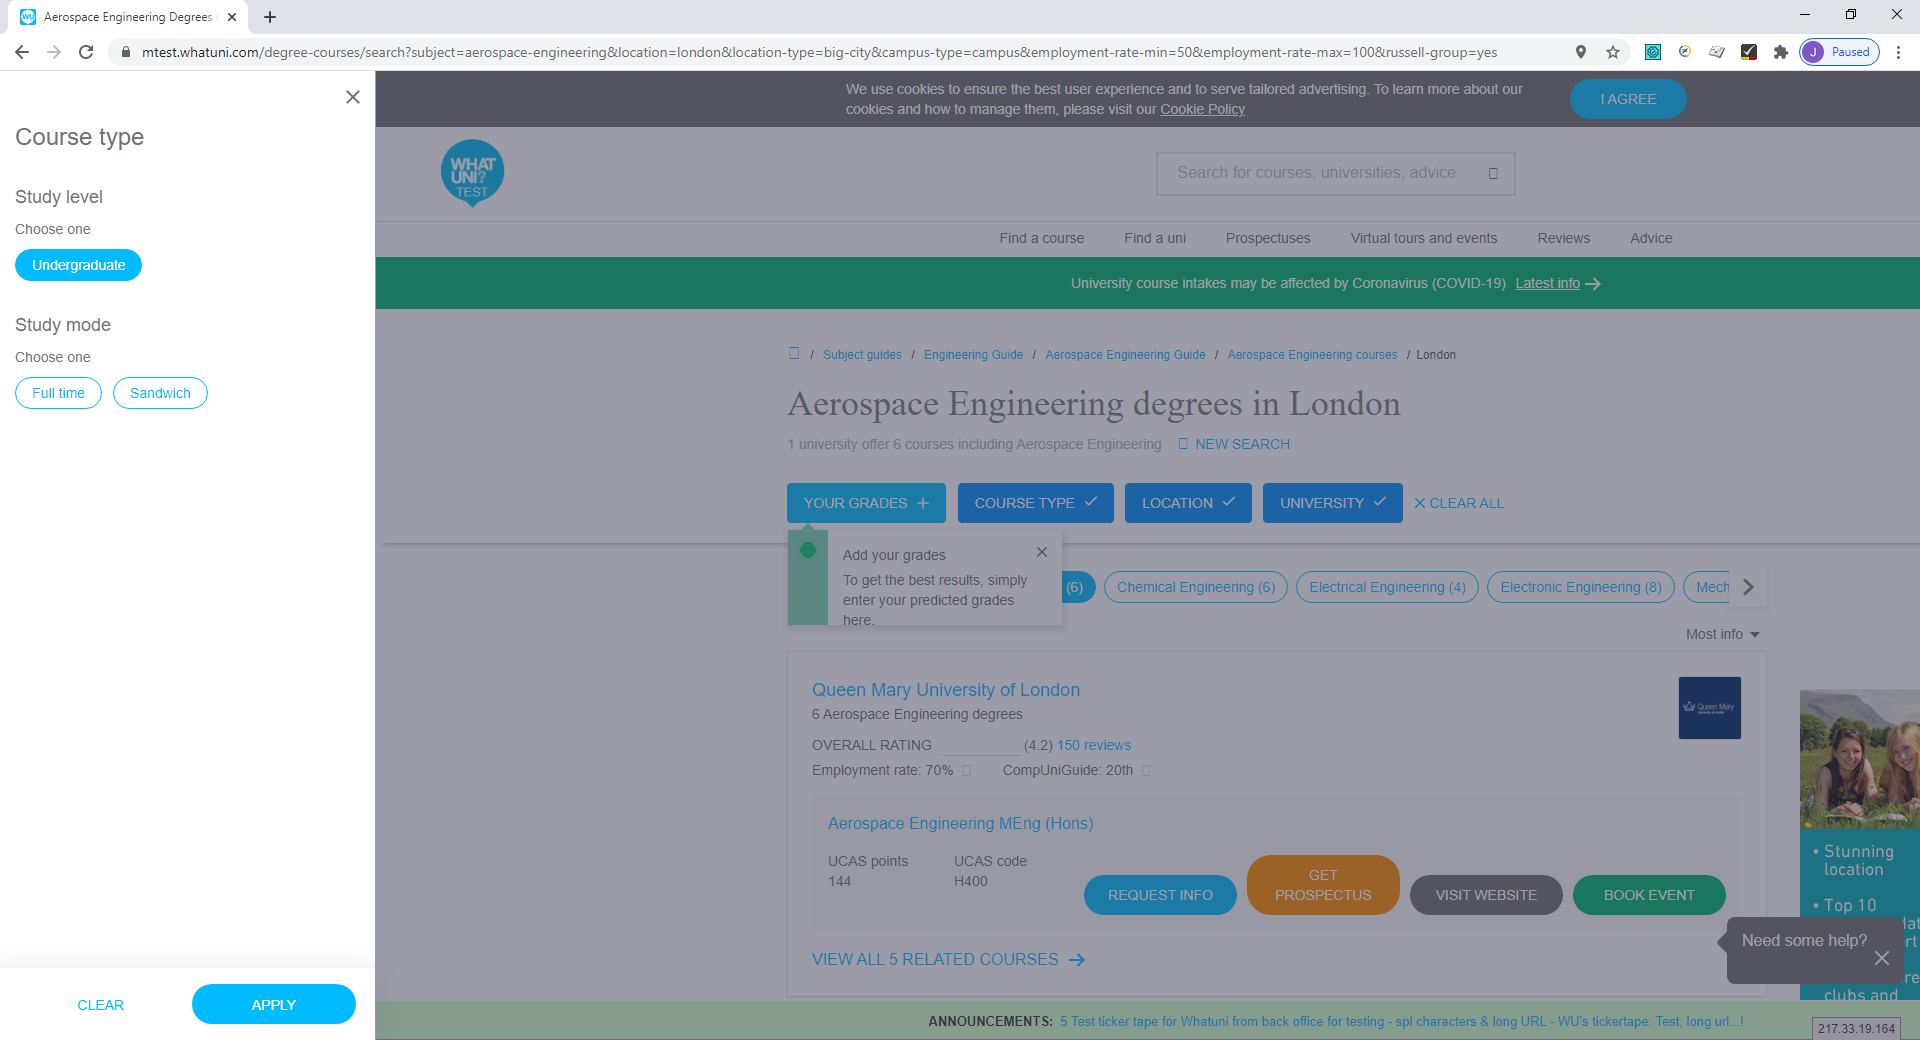 Aerospace Engineering Degrees
mtest.whatuni.com/degree-courses/search?subject=aerospace-engineering&location=london&location-type=big-city&campus-type=campus&employment-rate-min=50&employment-rate-max=100&russell-group=yes
J Paused
Course type
Study level
Choose one
Undergraduate
Study mode
Choose one
Full time Sandwich
CLEAR APPLY
We use cookies to ensure the best user experience and to serve tailored advertising. To learn more about our
cookies and how to manage them, please visit our Cookie Policy
I AGREE
WHAT
UNI?
TEST
Search for courses, universities, advice
Find a course Find a uni Prospectuses Virtual tours and events Reviews Advice
University course intakes may be affected by Coronavirus (COVID-19) Latest info
/ Subject guides / Engineering Guide / Aerospace Engineering Guide / Aerospace Engineering courses / London
Aerospace Engineering degrees in London
1 university offer 6 courses including Aerospace Engineering NEW SEARCH
YOUR GRADES COURSE TYPE LOCATION UNIVERSITY CLEAR ALL
Add your grades
To get the best results, simply
enter your predicted grades
here.
(6) Chemical Engineering (6) Electrical Engineering (4) Electronic Engineering (8) Mech
Most info
Queen Mary University of London
6 Aerospace Engineering degrees
OVERALL RATING (4.2) 150 reviews
Employment rate: 70% CompUniGuide: 20th
Queen Mary
Aerospace Engineering MEng (Hons)
UCAS points UCAS code
144 H400
REQUEST INFO
GET
PROSPECTUS
VISIT WEBSITE
BOOK EVENT
VIEW ALL 5 RELATED COURSES
• Stunning
location
• Top 10
clubs and
Need some help?
ANNOUNCEMENTS: 5 Test ticker tape for Whatuni from back office for testing - spl characters & long URL - WU's tickertape: Test; long url...!
217.33.19.164